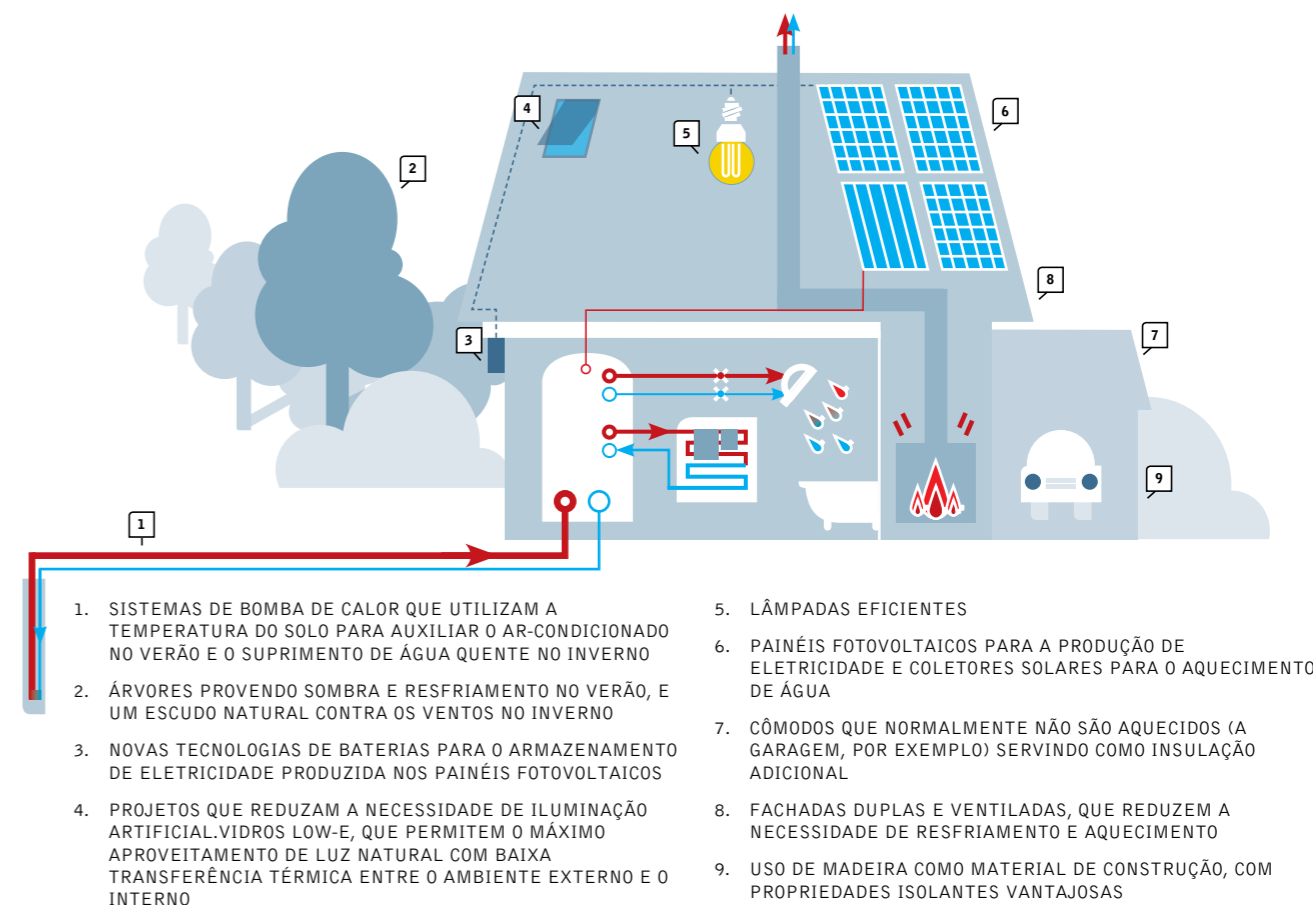 4
6
5
2
8
3
7
9
1
1. SISTEMAS DE BOMBA DE CALOR QUE UTILIZAM A
TEMPERATURA DO SOLO PARA AUXILIAR O AR-CONDICIONADO
NO VERÃO E O SUPRIMENTO DE ÁGUA QUENTE NO INVERNO
2. ÁRVORES PROVENDO SOMBRA E RESFRIAMENTO NO VERÃO, E
UM ESCUDO NATURAL CONTRA OS VENTOS NO INVERNO
3. NOVAS TECNOLOGIAS DE BATERIAS PARA O ARMAZENAMENTO
DE ELETRICIDADE PRODUZIDA NOS PAINÉIS FOTOVOLTAICOS
4. PROJETOS QUE REDUZAM A NECESSIDADE DE ILUMINAÇÃO
ARTIFICIAL.VIDROS LOW-E, QUE PERMITEM O MÁXIMO
APROVEITAMENTO DE LUZ NATURAL COM BAIXA
TRANSFERÊNCIA TÉRMICA ENTRE O AMBIENTE EXTERNO E O
INTERNO
5. LÂMPADAS EFICIENTES
6. PAINÉIS FOTOVOLTAICOS PARA A PRODUÇÃO DE
ELETRICIDADE E COLETORES SOLARES PARA O AQUECIMENTO
DE ÁGUA
7. CÔMODOS QUE NORMALMENTE NÃO SÃO AQUECIDOS (A
GARAGEM, POR EXEMPLO) SERVINDO COMO INSULAÇÃO
ADICIONAL
8. FACHADAS DUPLAS E VENTILADAS, QUE REDUZEM A
NECESSIDADE DE RESFRIAMENTO E AQUECIMENTO
9. USO DE MADEIRA COMO MATERIAL DE CONSTRUÇÃO, COM
PROPRIEDADES ISOLANTES VANTAJOSAS